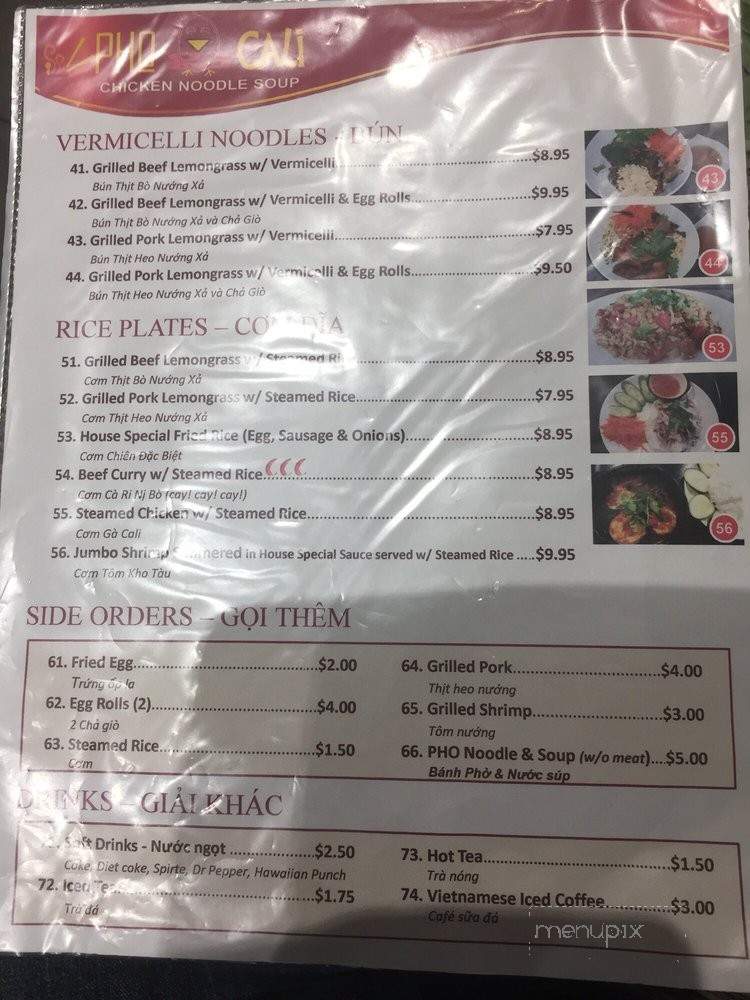 PHO CALI
CHICKEN NOODLE SOUP
VERMICELLI NOODLES - BÚN
41. Grilled Beef Lemongrass w/ Vermicelli.....$8.95
Bún Thịt Bò Nướng Xả
42. Grilled Beef Lemongrass w/ Vermicelli & Egg Rolls.....$9.95
Bún Thịt Bò Nướng Xả và Chả Giò
43. Grilled Pork Lemongrass w/ Vermicelli.....$7.95
Bún Thịt Heo Nướng Xả
44. Grilled Pork Lemongrass w/ Vermicelli & Egg Rolls.....$9.50
Bún Thịt Heo Nướng Xả và Chả Giò
43
44
RICE PLATES – CƠM DĨA
51. Grilled Beef Lemongrass w/ Steamed Ri.....$8.95
Cơm Thịt Bò Nướng Xả
52. Grilled Pork Lemongrass w/ Steamed Rice.....$7.95
Cơm Thịt Heo Nướng Xả
53. House Special Fried Rice (Egg, Sausage & Onions).....$8.95
Cơm Chiên Đặc Biệt
54. Beef Curry w/ Steamed Rice.....$8.95
Cơm Cà Ri Nị Bò (cay! cay! cay!)
55. Steamed Chicken w/ Steamed Rice.....$8.95
Cơm Gà Cali
56. Jumbo Shrimp Simmered in House Special Sauce served w/ Steamed Rice .....$9.95
Cơm Tôm Kho Tàu
53
55
56
SIDE ORDERS – GỌI THÊM
61. Fried Egg.....$2.00
Trứng ốp la
62. Egg Rolls (2).....$4.00
2 Chả giò
63. Steamed Rice.....$1.50
Cơm
64. Grilled Pork.....$4.00
Thịt heo nướng
65. Grilled Shrimp.....$3.00
Tôm nướng
66. PHO Noodle & Soup (w/o meat)....$5.00
Bánh Phở & Nước súp
DRINKS – GIẢI KHÁC
Soft Drinks - Nước ngọt .....$2.50
Coke, Diet coke, Spirte, Dr Pepper, Hawaiian Punch
72. Iced Tea.....$1.75
Trà đá
73. Hot Tea.....$1.50
Trà nóng
74. Vietnamese Iced Coffee.....$3.00
Café sữa đá
menupix